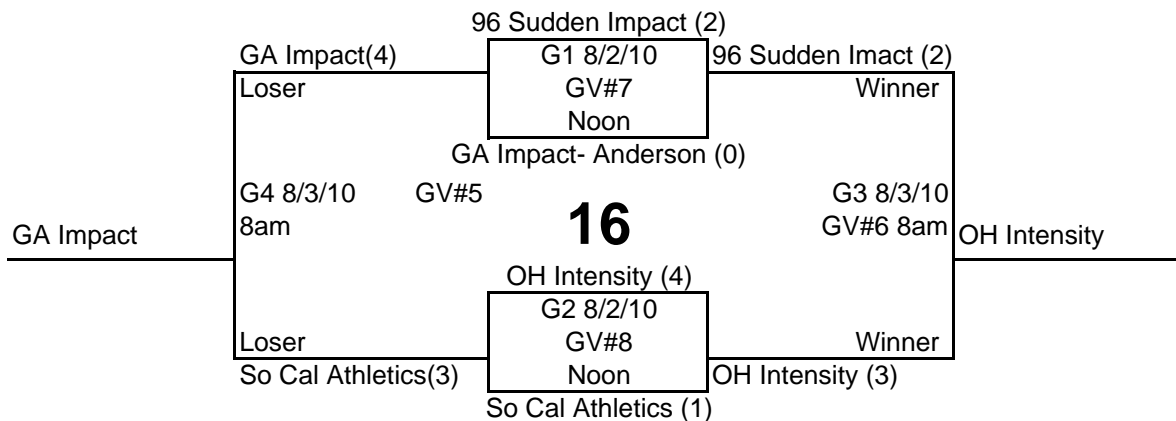 96 Sudden Impact (2)
GA Impact(4)
G1 8/2/10
96 Sudden Imact (2)
Loser
GV#7
Winner
Noon
GA Impact- Anderson (0)
G4 8/3/10
GV#5
16
G3 8/3/10
GA Impact
8am
GV#6 8am
OH Intensity
OH Intensity (4)
G2 8/2/10
Loser
GV#8
Winner
So Cal Athletics(3)
Noon
OH Intensity (3)
So Cal Athletics (1)